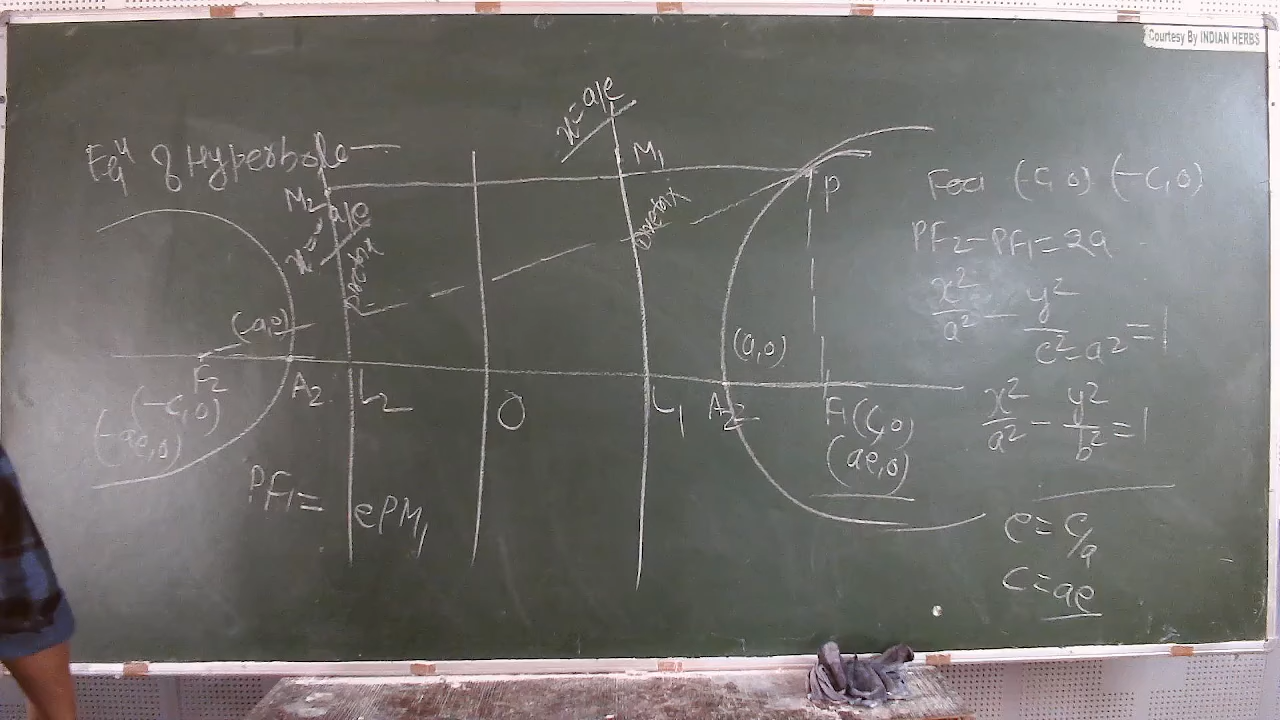 Courtesy By INDIAN HERBS
Eqⁿ of Hyperbola
x = a/e
M₁
M₂
x = -a/e
Directrix
Directrix
P
Foci (c,0) (-c,0)
PF₂-PF₁=2a
x²/a² - y²/c²-a² = 1
x²/a² - y²/b² = 1
(-a,0)
(a,0)
F₂
A₂
L₂
O
L₁
A₂
F₁(c,0)
(-c,0)
(-ae,0)
(ae,0)
PF₁= ePM₁
e = c/a
c = ae